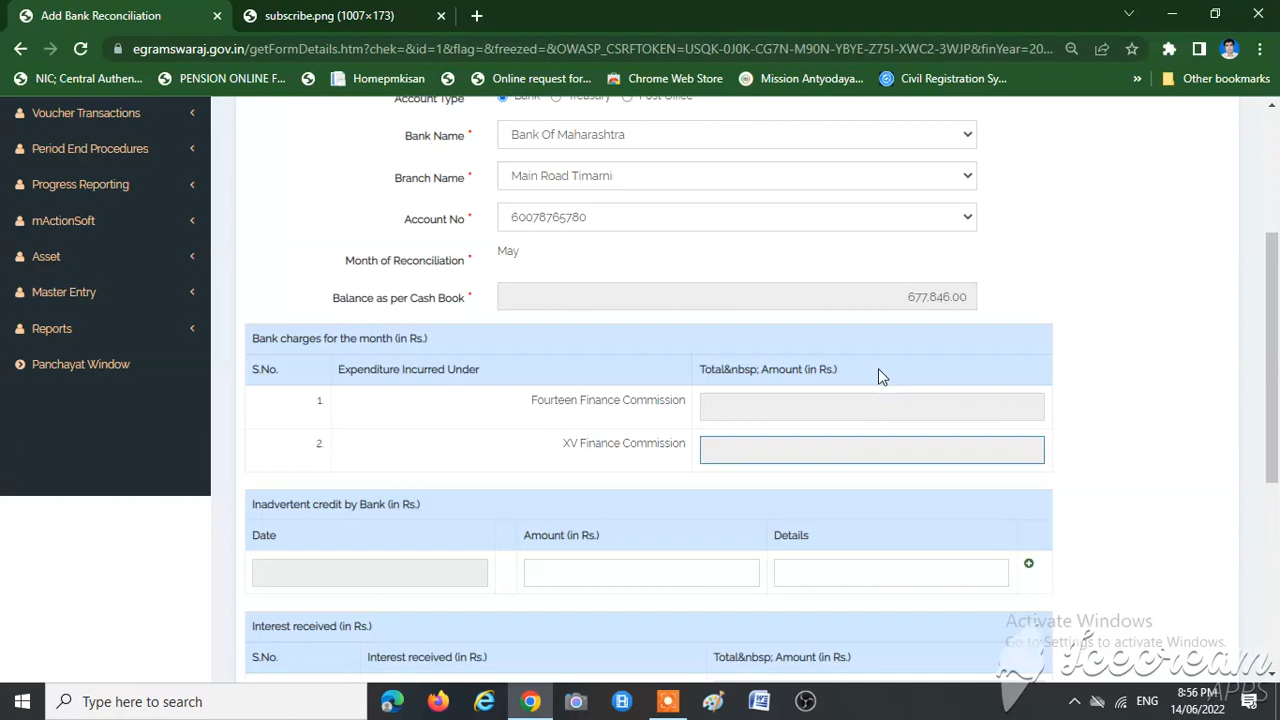 Add Bank Reconciliation
subscribe.png (1007×173)
egramswaraj.gov.in/getFormDetails.htm?chek=&id=1&flag=&freezed=&OWASP_CSRFTOKEN=USQK-0J0K-CG7N-M90N-YBYE-Z75I-XWC2-3WJP&finYear=20...
NIC; Central Authen... PENSION ONLINE F... Homepmkisan Online request for... Chrome Web Store Mission Antyodaya... Civil Registration Sy... » Other bookmarks
Voucher Transactions
Period End Procedures
Progress Reporting
mActionSoft
Asset
Master Entry
Reports
Panchayat Window
Account Type * Bank Treasury Post Office
Bank Name * Bank Of Maharashtra
Branch Name * Main Road Timarni
Account No * 60078765780
Month of Reconciliation * May
Balance as per Cash Book * 677,846.00
Bank charges for the month (in Rs.)
S.No. Expenditure Incurred Under Total&nbsp; Amount (in Rs.)
1. Fourteen Finance Commission
2. XV Finance Commission
Inadvertent credit by Bank (in Rs.)
Date Amount (in Rs.) Details
Interest received (in Rs.)
S.No. Interest received (in Rs.) Total&nbsp; Amount (in Rs.)
Activate Windows
Go to Settings to activate Windows.
Icecream
APPS
Type here to search
ENG
8:56 PM
14/06/2022